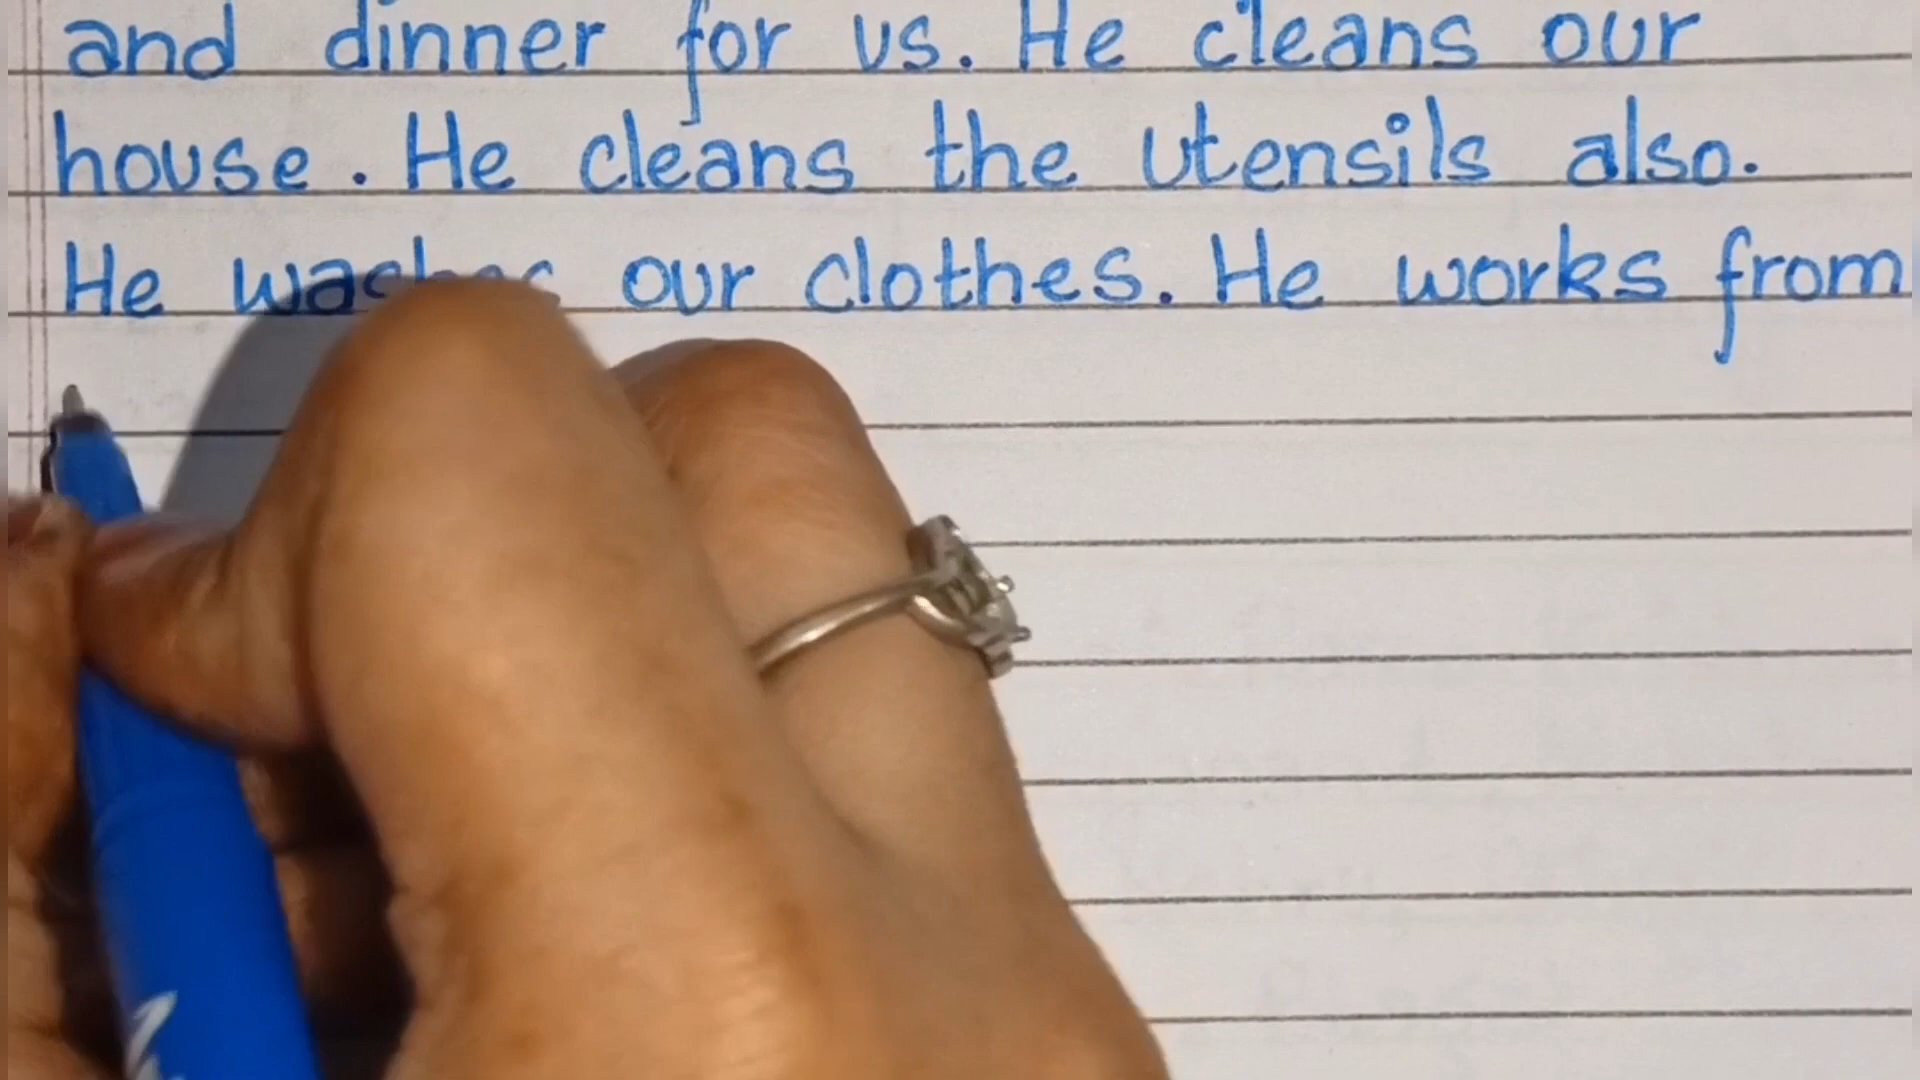 and dinner for us. He cleans our
house. He cleans the utensils also.
He washes our clothes. He works from